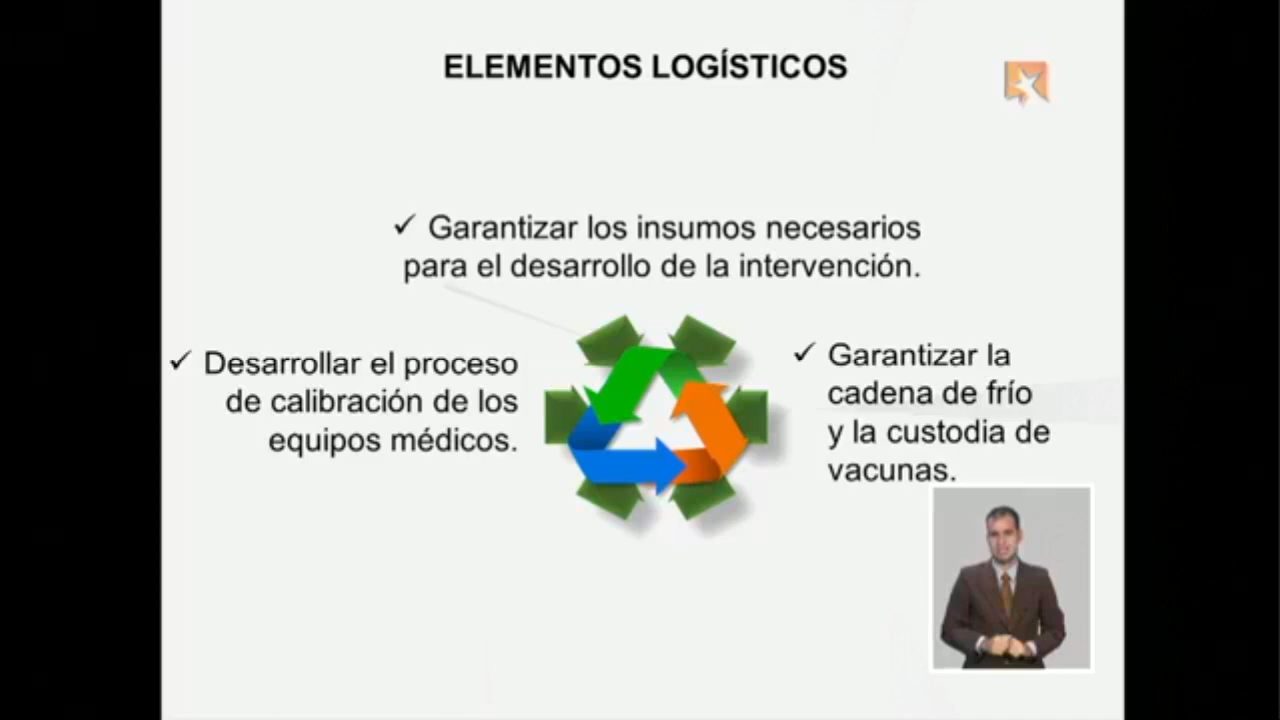 ELEMENTOS LOGÍSTICOS
✓ Garantizar los insumos necesarios
para el desarrollo de la intervención.
✓ Desarrollar el proceso
de calibración de los
equipos médicos.
✓ Garantizar la
cadena de frío
y la custodia de
vacunas.